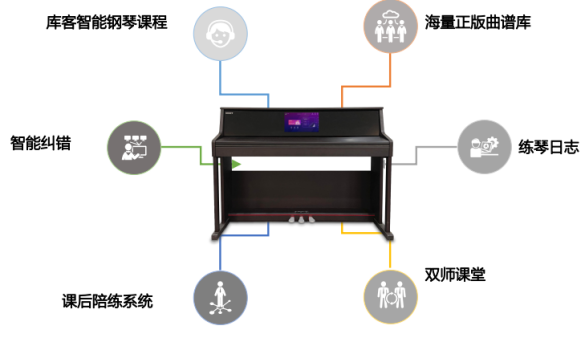 库客智能钢琴课程
海量正版曲谱库
智能纠错
练琴日志
课后陪练系统
双师课堂